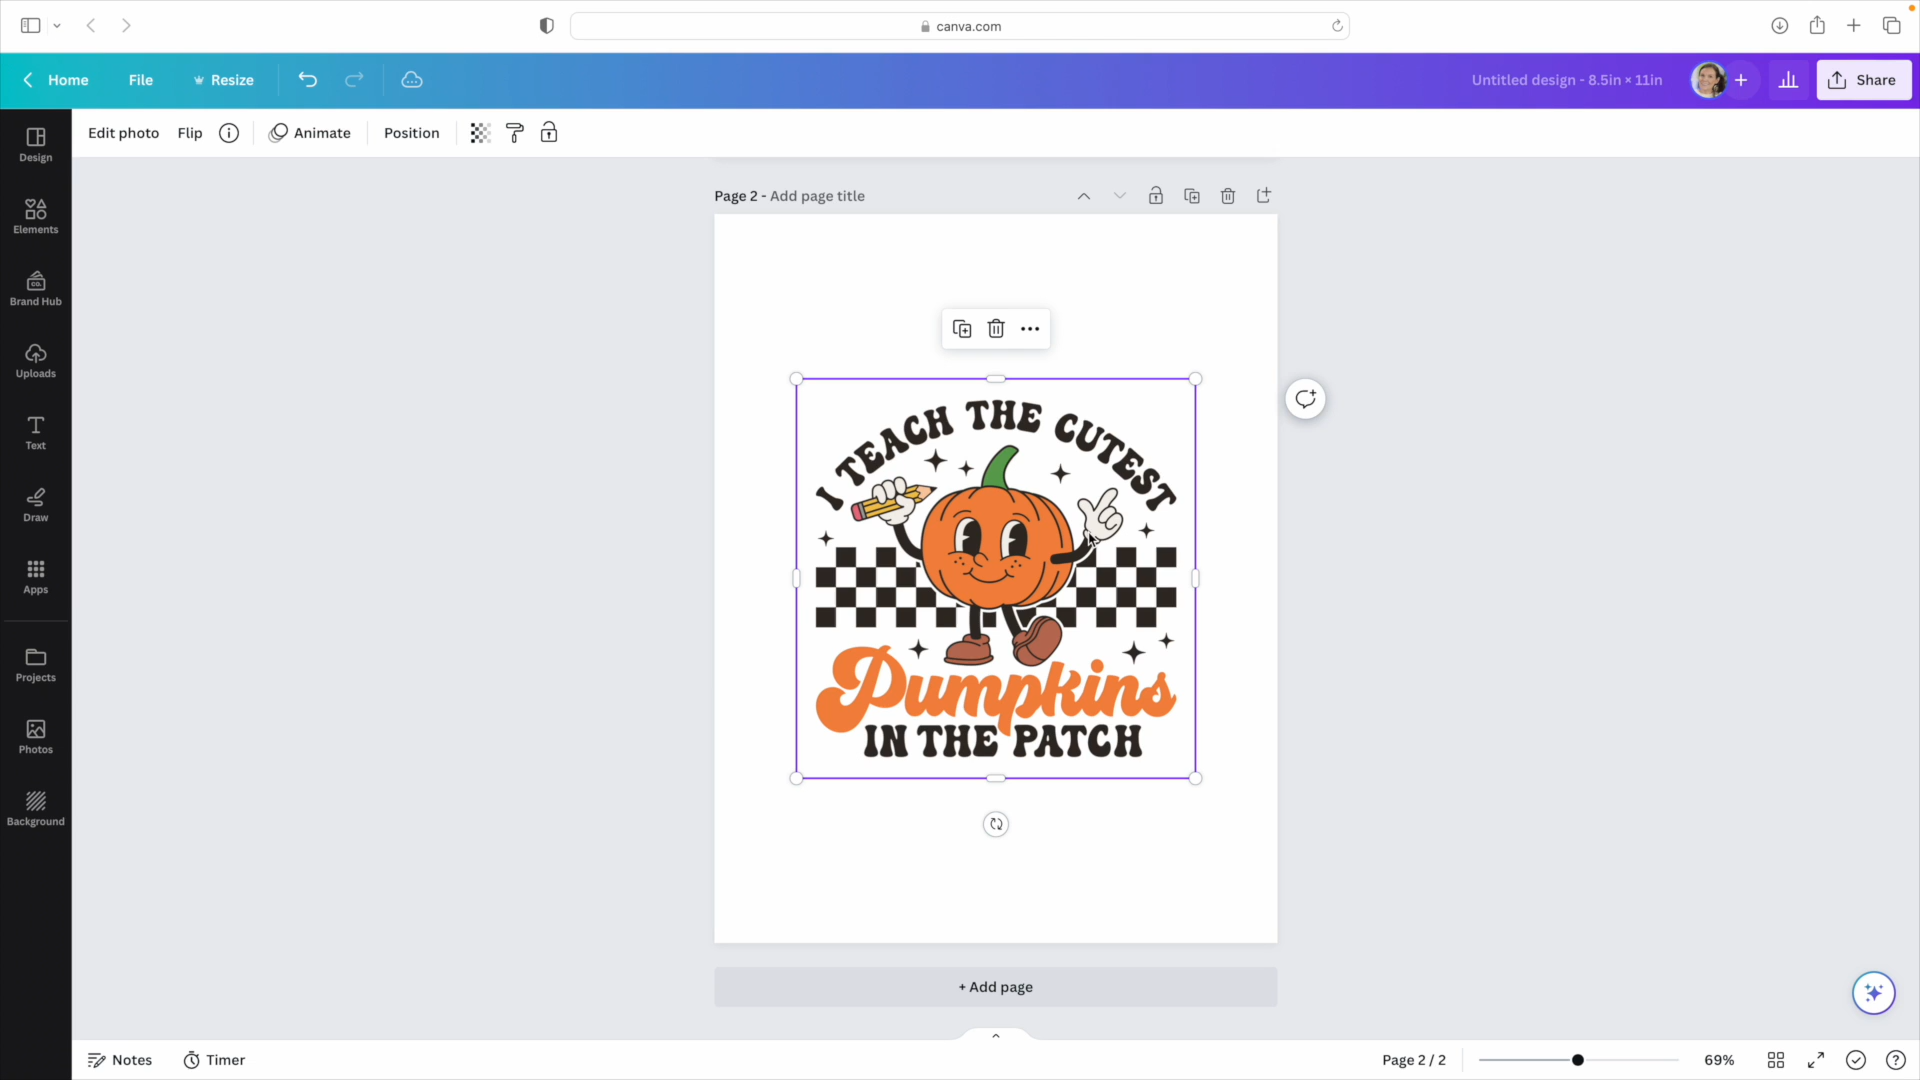 canva.com
Home File Resize Untitled design - 8.5in × 11in Share
Edit photo Flip Animate Position
Design
Elements
CO.
Brand Hub
Uploads
Text
Draw
Apps
Projects
Photos
Background
Page 2 - Add page title
I TEACH THE CUTEST
Pumpkins
IN THE PATCH
+ Add page
Notes Timer Page 2 / 2 69%